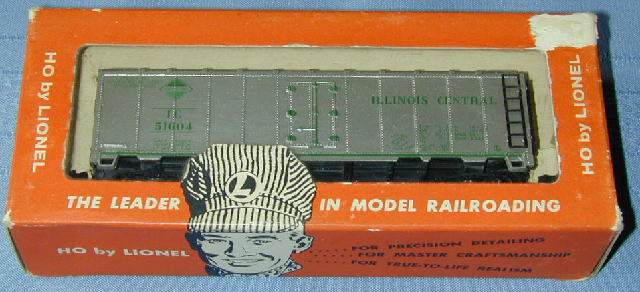 HO by LIONEL
IC
51604
ILLINOIS CENTRAL
HO by LIONEL
L
THE LEADER IN MODEL RAILROADING
HO by LIONEL
FOR PRECISION DETAILING
FOR MASTER CRAFTSMANSHIP
FOR TRUE-TO-LIFE REALISM